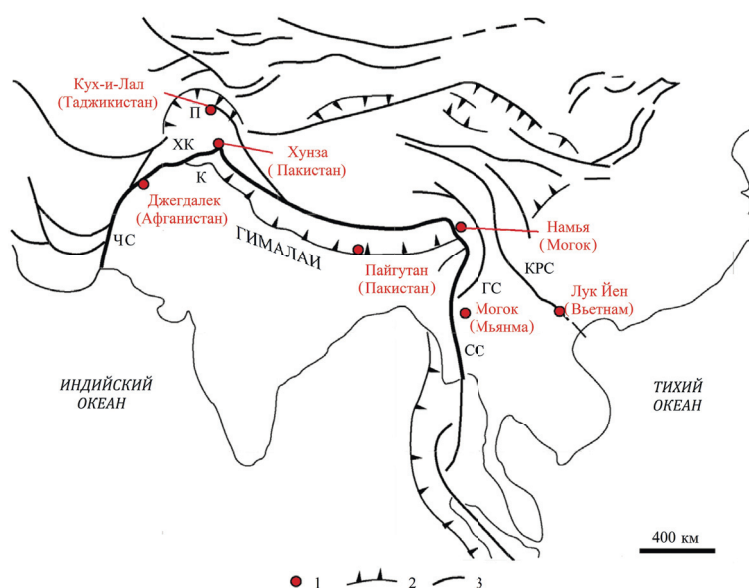 Кух-и-Лал
(Таджикистан)
П
ХК
Хунза
( Пакистан)
К
Джегдалек
(Афганистан)
ЧС
ГИМАЛАИ
Намья
(Могок)
Пайгутан
(Пакистан)
КРС
ГС
Лук Йен
(Вьетнам)
Могок
(Мьянма)
СС
ИНДИЙСКИЙ
ОКЕАН
ТИХИЙ
ОКЕАН
400 км
1 2 3